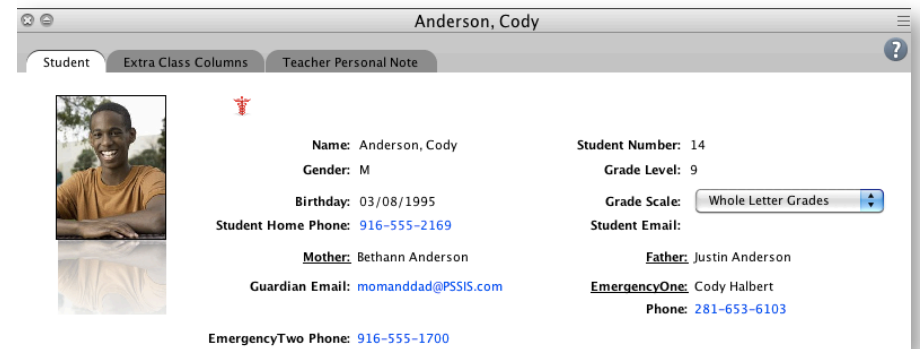 Anderson, Cody
?
Student Extra Class Columns Teacher Personal Note
Name: Anderson, Cody Student Number: 14
Gender: M Grade Level: 9
Birthday: 03/08/1995 Grade Scale: Whole Letter Grades
Student Home Phone: 916-555-2169 Student Email:
Mother: Bethann Anderson Father: Justin Anderson
Guardian Email: momanddad@PSSIS.com EmergencyOne: Cody Halbert
Phone: 281-653-6103
EmergencyTwo Phone: 916-555-1700